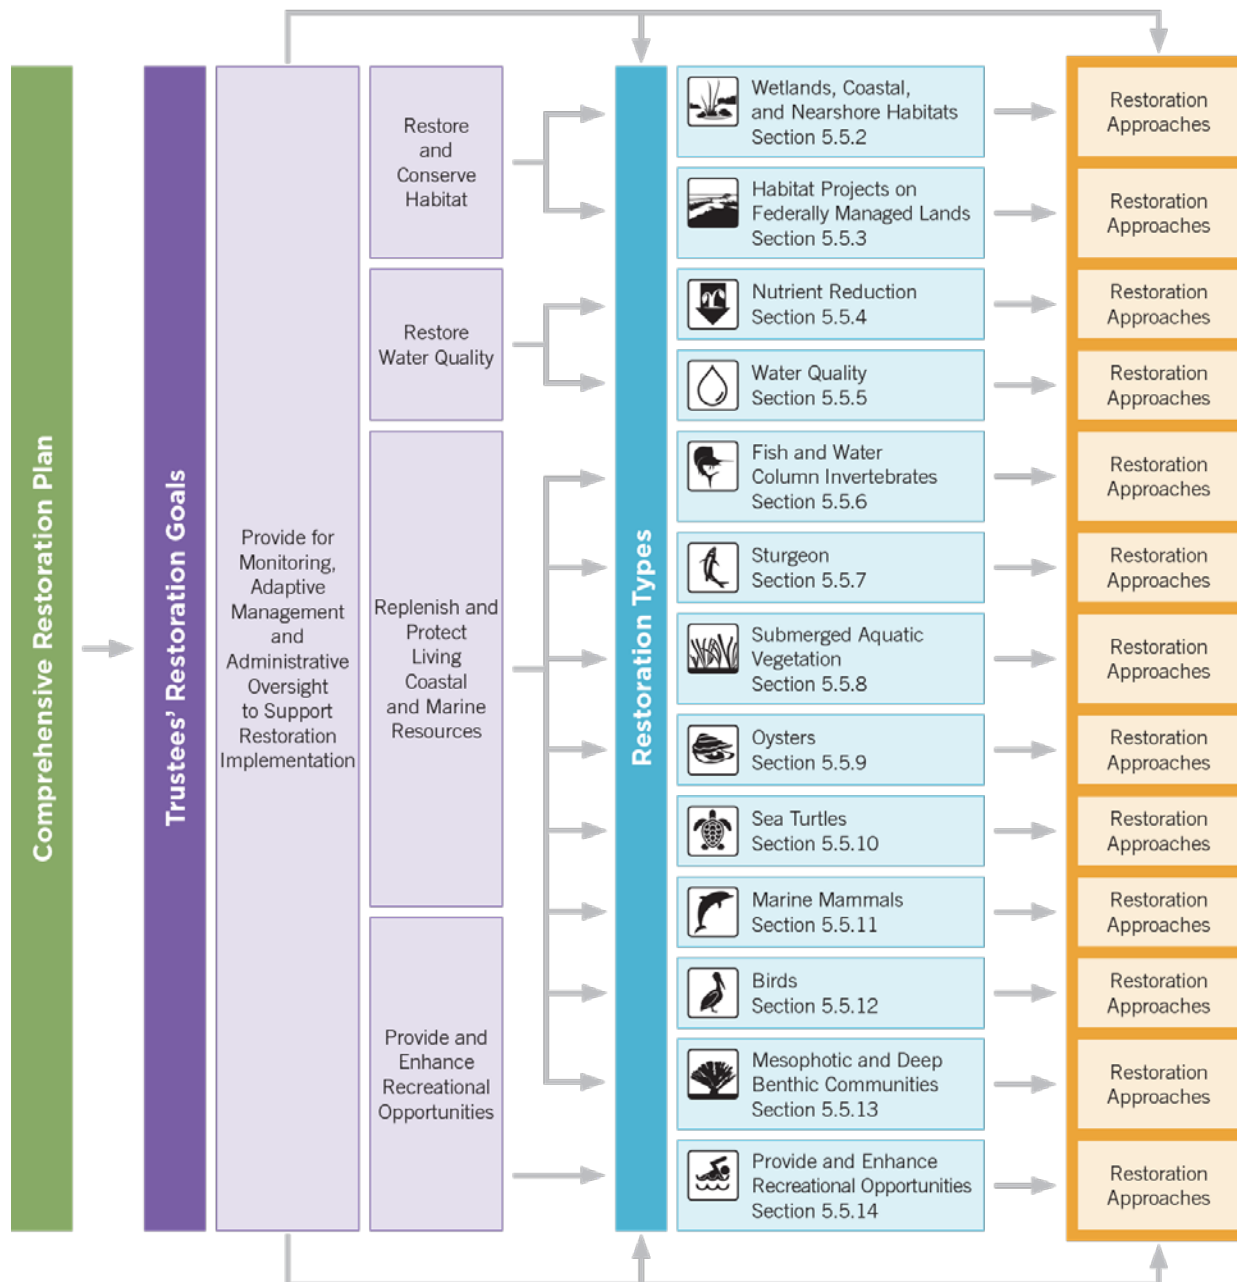 Comprehensive Restoration Plan
Trustees' Restoration Goals
Provide for
Monitoring,
Adaptive
Management
and
Administrative
Oversight
to Support
Restoration
Implementation
Restore
and
Conserve
Habitat
Restore
Water Quality
Replenish and
Protect
Living
Coastal
and Marine
Resources
Provide and
Enhance
Recreational
Opportunities
Restoration Types
Wetlands, Coastal,
and Nearshore Habitats
Section 5.5.2
Restoration
Approaches
Habitat Projects on
Federally Managed Lands
Section 5.5.3
Restoration
Approaches
Nutrient Reduction
Section 5.5.4
Restoration
Approaches
Water Quality
Section 5.5.5
Restoration
Approaches
Fish and Water
Column Invertebrates
Section 5.5.6
Restoration
Approaches
Sturgeon
Section 5.5.7
Restoration
Approaches
Submerged Aquatic
Vegetation
Section 5.5.8
Restoration
Approaches
Oysters
Section 5.5.9
Restoration
Approaches
Sea Turtles
Section 5.5.10
Restoration
Approaches
Marine Mammals
Section 5.5.11
Restoration
Approaches
Birds
Section 5.5.12
Restoration
Approaches
Mesophotic and Deep
Benthic Communities
Section 5.5.13
Restoration
Approaches
Provide and Enhance
Recreational Opportunities
Section 5.5.14
Restoration
Approaches